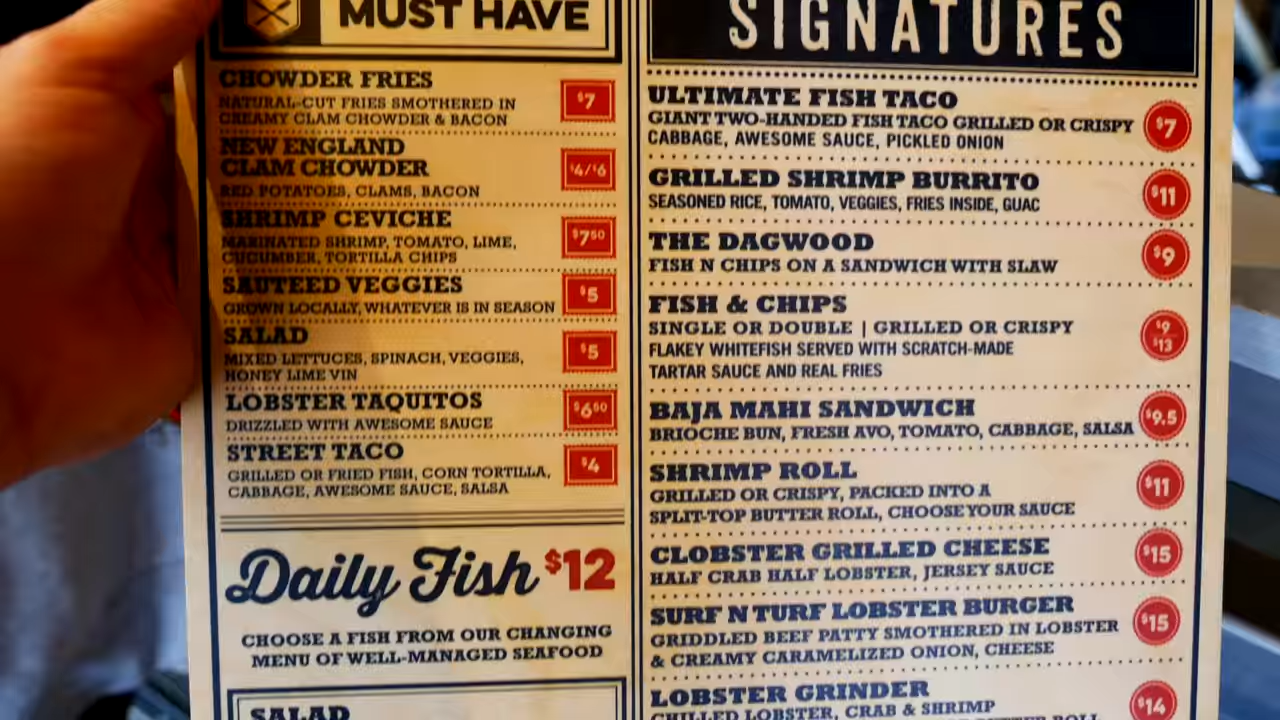 MUST HAVE
CHOWDER FRIES
NATURAL-CUT FRIES SMOTHERED IN
CREAMY CLAM CHOWDER & BACON
$7
NEW ENGLAND
CLAM CHOWDER
RED POTATOES, CLAMS, BACON
$4/$6
SHRIMP CEVICHE
MARINATED SHRIMP, TOMATO, LIME,
CUCUMBER, TORTILLA CHIPS
$750
SAUTEED VEGGIES
GROWN LOCALLY, WHATEVER IS IN SEASON
$5
SALAD
MIXED LETTUCES, SPINACH, VEGGIES,
HONEY LIME VIN
$5
LOBSTER TAQUITOS
DRIZZLED WITH AWESOME SAUCE
$650
STREET TACO
GRILLED OR FRIED FISH, CORN TORTILLA,
CABBAGE, AWESOME SAUCE, SALSA
$4
Daily Fish $12
CHOOSE A FISH FROM OUR CHANGING
MENU OF WELL-MANAGED SEAFOOD
SALAD
SIGNATURES
ULTIMATE FISH TACO
GIANT TWO-HANDED FISH TACO GRILLED OR CRISPY
CABBAGE, AWESOME SAUCE, PICKLED ONION
$7
GRILLED SHRIMP BURRITO
SEASONED RICE, TOMATO, VEGGIES, FRIES INSIDE, GUAC
$11
THE DAGWOOD
FISH N CHIPS ON A SANDWICH WITH SLAW
$9
FISH & CHIPS
SINGLE OR DOUBLE | GRILLED OR CRISPY
FLAKEY WHITEFISH SERVED WITH SCRATCH-MADE
TARTAR SAUCE AND REAL FRIES
$9
$13
BAJA MAHI SANDWICH
BRIOCHE BUN, FRESH AVO, TOMATO, CABBAGE, SALSA
$9.5
SHRIMP ROLL
GRILLED OR CRISPY, PACKED INTO A
SPLIT-TOP BUTTER ROLL, CHOOSE YOUR SAUCE
$11
CLOBSTER GRILLED CHEESE
HALF CRAB HALF LOBSTER, JERSEY SAUCE
$15
SURF N TURF LOBSTER BURGER
GRIDDLED BEEF PATTY SMOTHERED IN LOBSTER
& CREAMY CARAMELIZED ONION, CHEESE
$15
LOBSTER GRINDER
CHILLED LOBSTER, CRAB & SHRIMP
BUTTER ROLL
$14